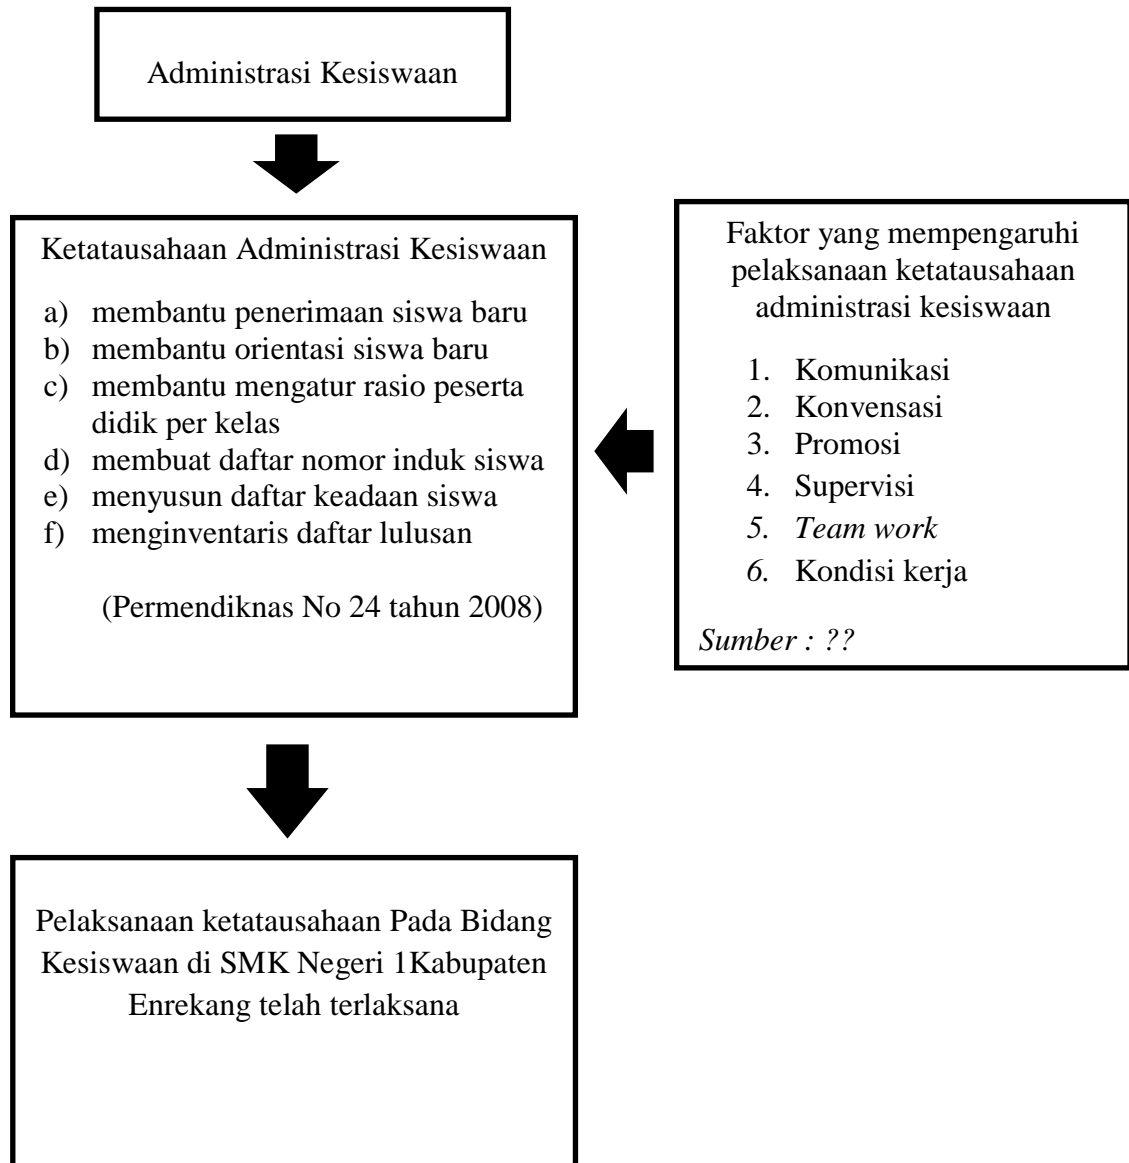 Administrasi Kesiswaan
Ketatausahaan Administrasi Kesiswaan
a) membantu penerimaan siswa baru
b) membantu orientasi siswa baru
c) membantu mengatur rasio peserta
didik per kelas
d) membuat daftar nomor induk siswa
e) menyusun daftar keadaan siswa
f) menginventaris daftar lulusan
(Permendiknas No 24 tahun 2008)
Faktor yang mempengaruhi
pelaksanaan ketatausahaan
administrasi kesiswaan
1. Komunikasi
2. Konvensasi
3. Promosi
4. Supervisi
5. Team work
6. Kondisi kerja
Sumber : ??
Pelaksanaan ketatausahaan Pada Bidang
Kesiswaan di SMK Negeri 1Kabupaten
Enrekang telah terlaksana